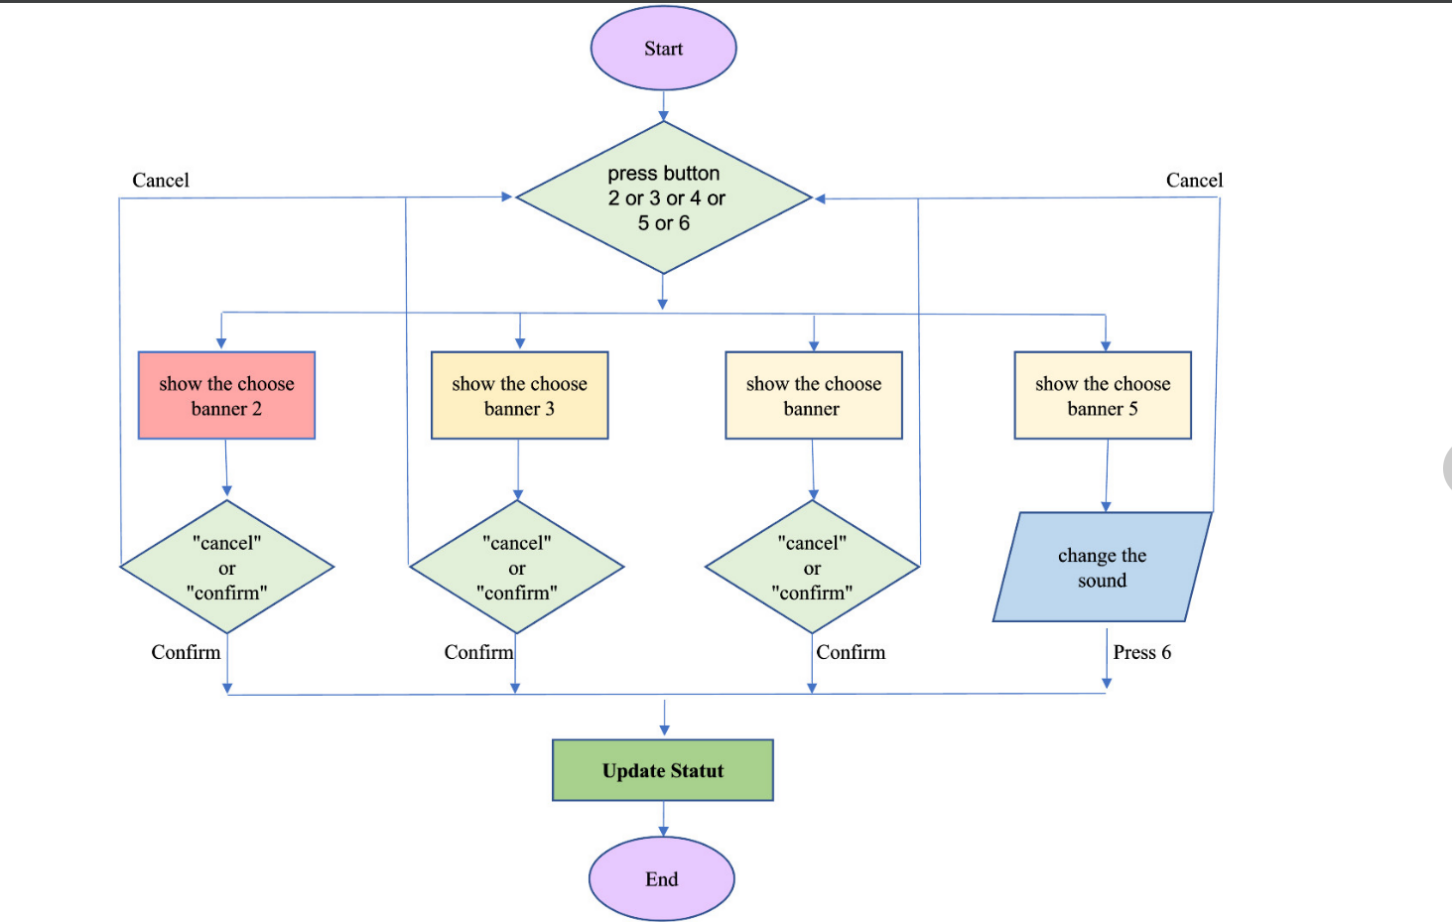 Start
press button
2 or 3 or 4 or
5 or 6
Cancel
Cancel
show the choose
banner 2
show the choose
banner 3
show the choose
banner
show the choose
banner 5
"cancel"
or
"confirm"
"cancel"
or
"confirm"
"cancel"
or
"confirm"
change the
sound
Confirm
Confirm
Confirm
Press 6
Update Statut
End